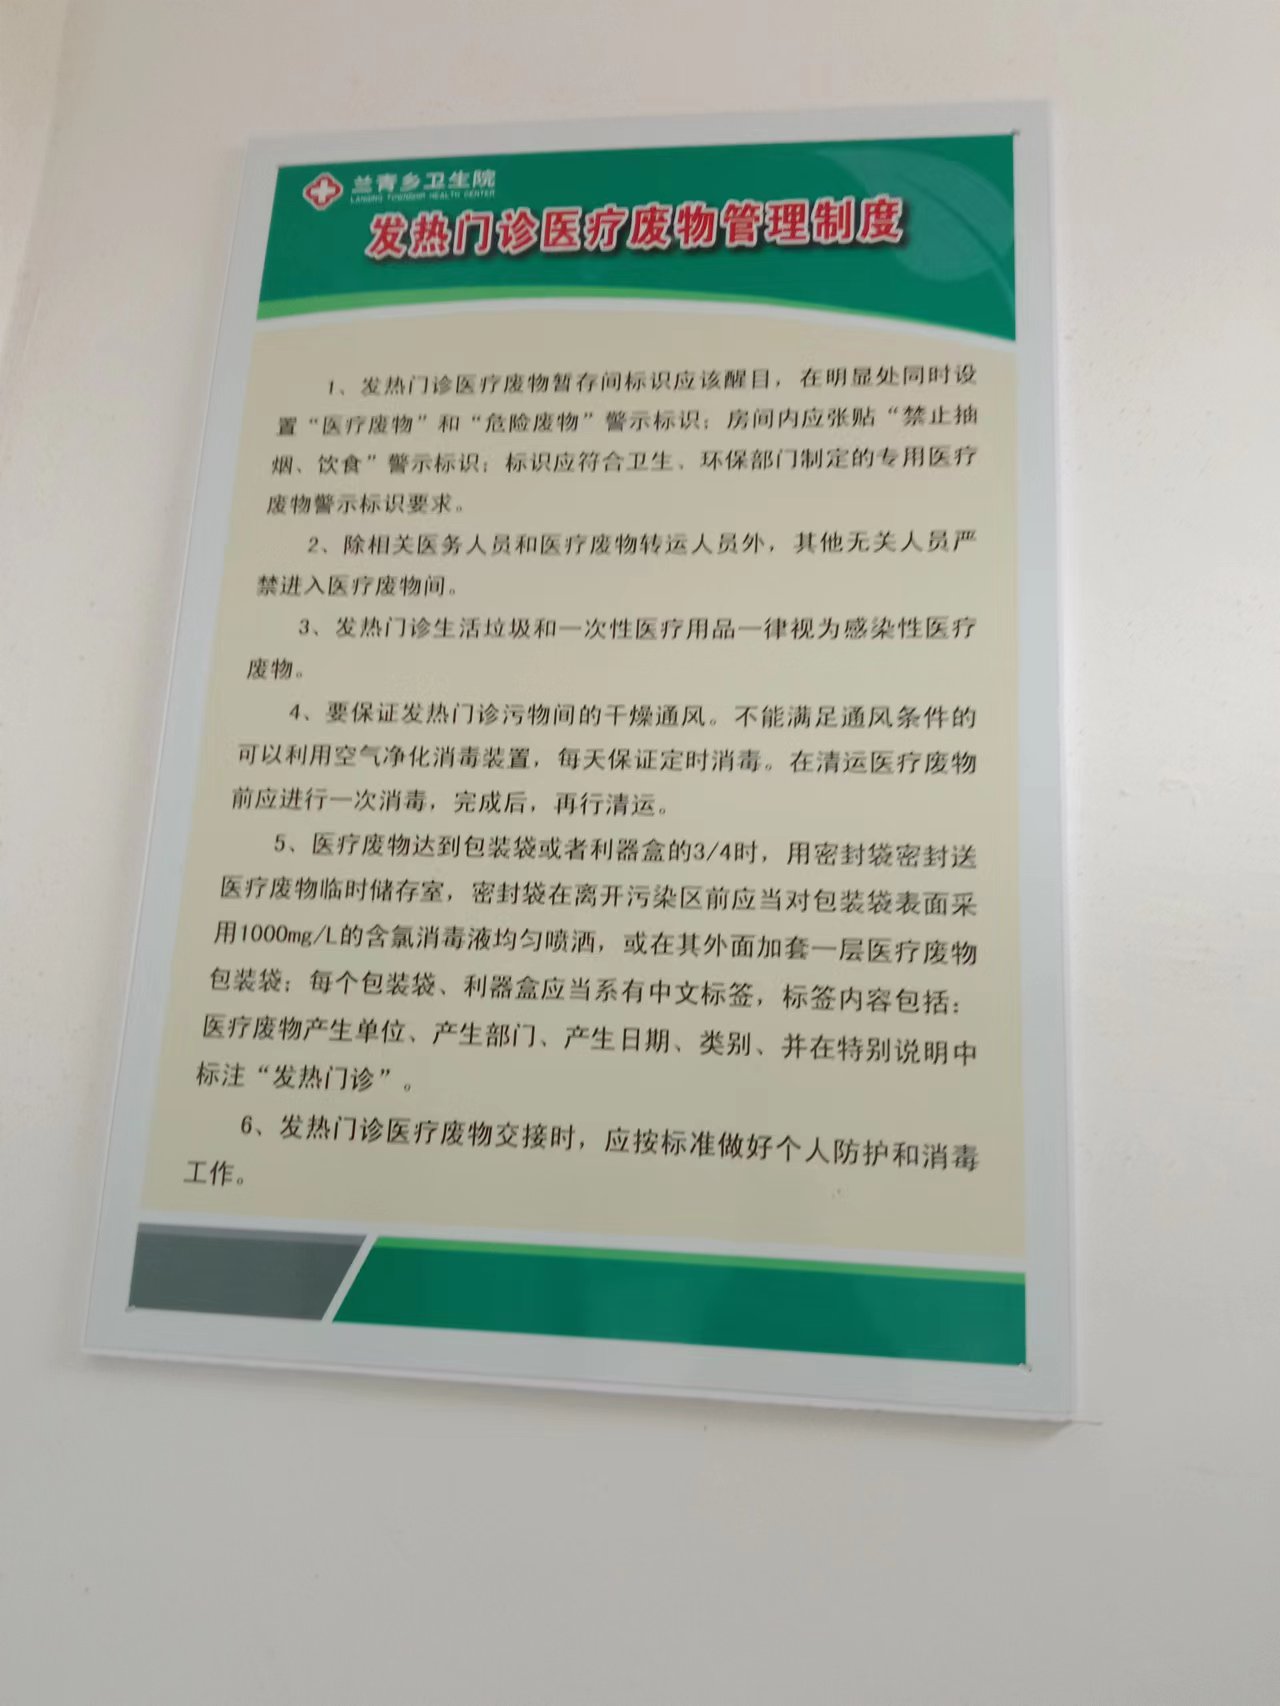 兰青乡卫生院
LANQING TOWNSHIP HEALTH CENTER
发热门诊医疗废物管理制度
1、发热门诊医疗废物暂存间标识应该醒目，在明显处同时设
置“医疗废物”和“危险废物”警示标识；房间内应张贴“禁止抽
烟、饮食”警示标识；标识应符合卫生、环保部门制定的专用医疗
废物警示标识要求。
2、除相关医务人员和医疗废物转运人员外，其他无关人员严
禁进入医疗废物间。
3、发热门诊生活垃圾和一次性医疗用品一律视为感染性医疗
废物。
4、要保证发热门诊污物间的干燥通风。不能满足通风条件的
可以利用空气净化消毒装置，每天保证定时消毒。在清运医疗废物
前应进行一次消毒，完成后，再行清运。
5、医疗废物达到包装袋或者利器盒的3/4时，用密封袋密封送
医疗废物临时储存室，密封袋在离开污染区前应当对包装袋表面采
用1000mg/L的含氯消毒液均匀喷洒，或在其外面加套一层医疗废物
包装袋；每个包装袋、利器盒应当系有中文标签，标签内容包括：
医疗废物产生单位、产生部门、产生日期、类别、并在特别说明中
标注“发热门诊”。
6、发热门诊医疗废物交接时，应按标准做好个人防护和消毒
工作。